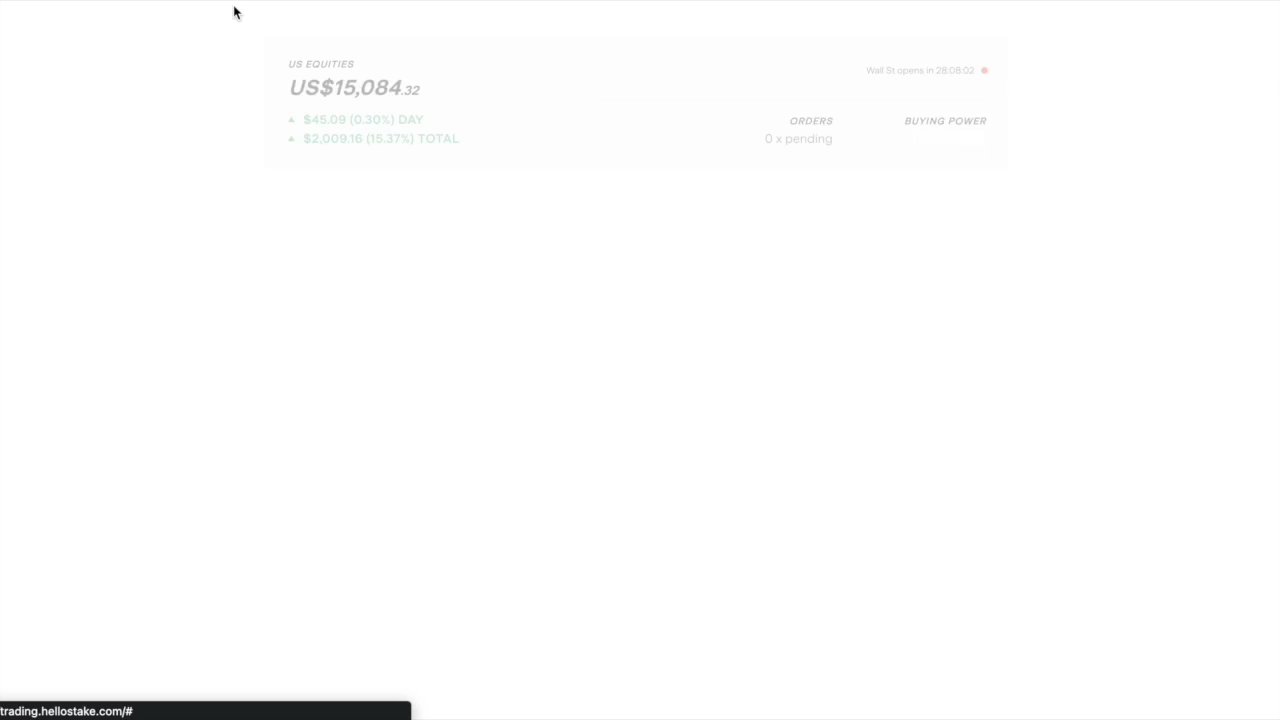 US EQUITIES
Wall St opens in 28:08:02
US$15,084.32
▲ $45.09 (0.30%) DAY
ORDERS
BUYING POWER
▲ $2,009.16 (15.37%) TOTAL
0 x pending
trading.hellostake.com/#